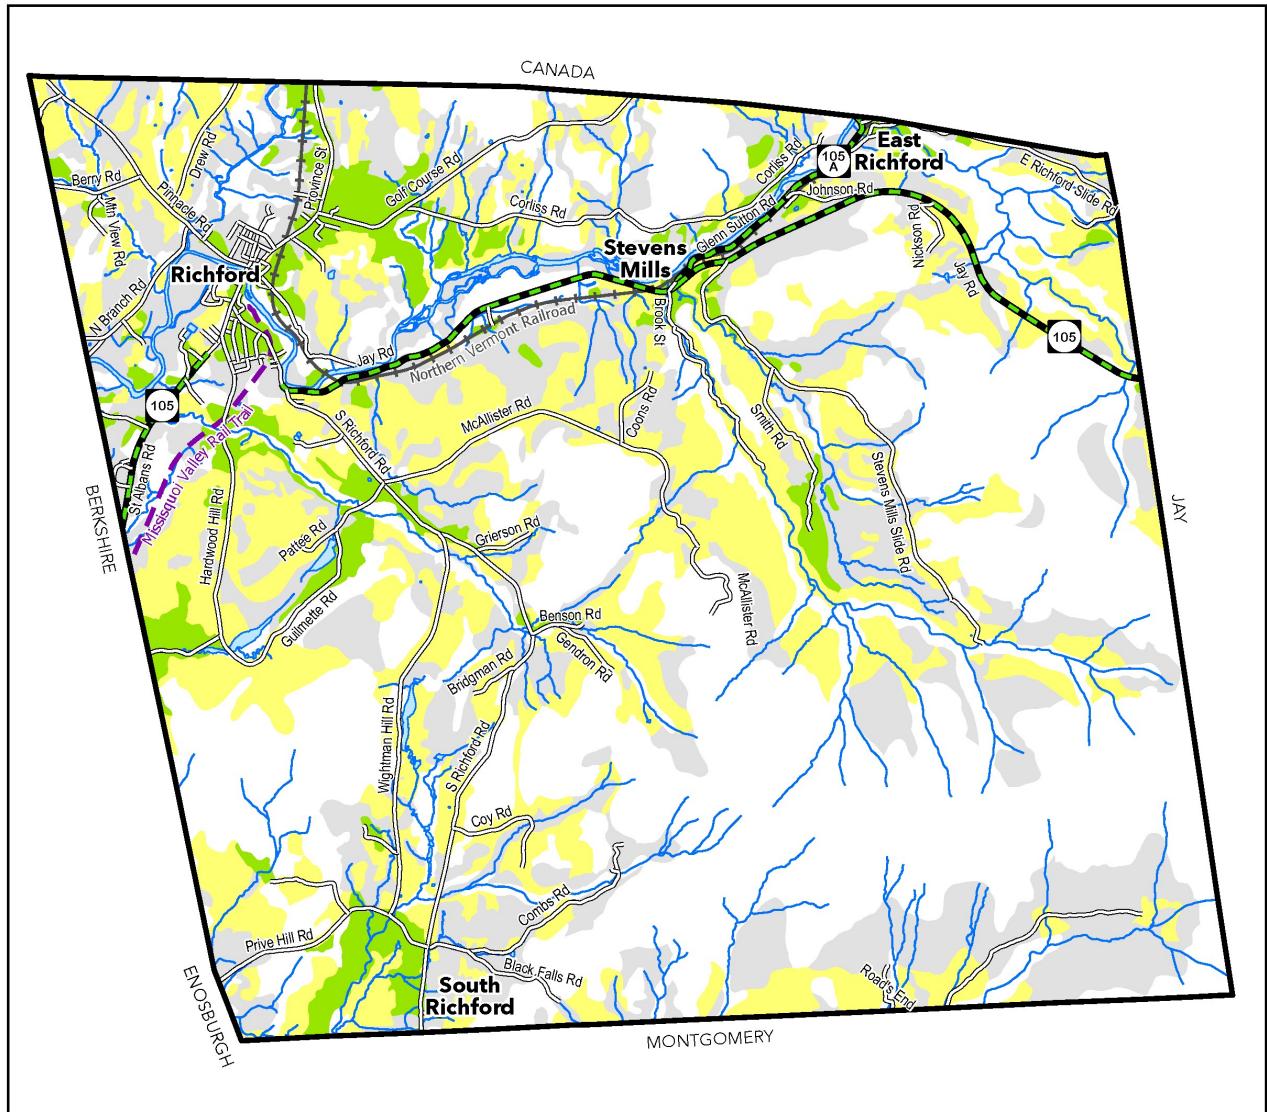 CANADA
East
Richford
105
A
Corliss Rd
E Richford Slide Rd
Drew Rd
Berry Rd
Pinnacle Rd
Mtn View Rd
N Province St
Golf Course Rd
Corliss Rd
Johnson Rd
Glenn Sutton Rd
Nickson Rd
Stevens
Mills
Richford
Jay Rd
N Branch Rd
Brook St
105
Northern Vermont Railroad
Jay Rd
105
Coons Rd
McAllister Rd
S Richford Rd
Smith Rd
Missisquoi Valley Rail Trail
St Albans Rd
Stevens Mills Slide Rd
BERKSHIRE
JAY
Hardwood Hill Rd
Pattee Rd
Grierson Rd
McAllister Rd
Guilmette Rd
Benson Rd
Gendron Rd
Bridgman Rd
Wightman Hill Rd
S Richford Rd
Coy Rd
Combs Rd
Prive Hill Rd
Black Falls Rd
Road's End
South
Richford
ENOSBURGH
MONTGOMERY